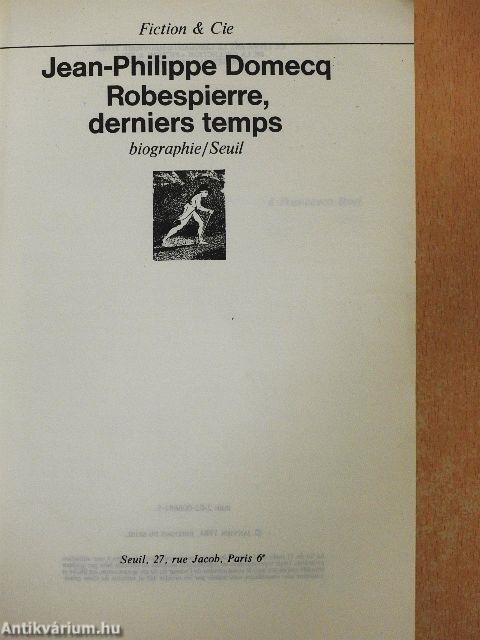 Fiction & Cie
Jean-Philippe Domecq
Robespierre,
derniers temps
biographie/Seuil
Seuil, 27, rue Jacob, Paris 6e
Antikvárium.hu